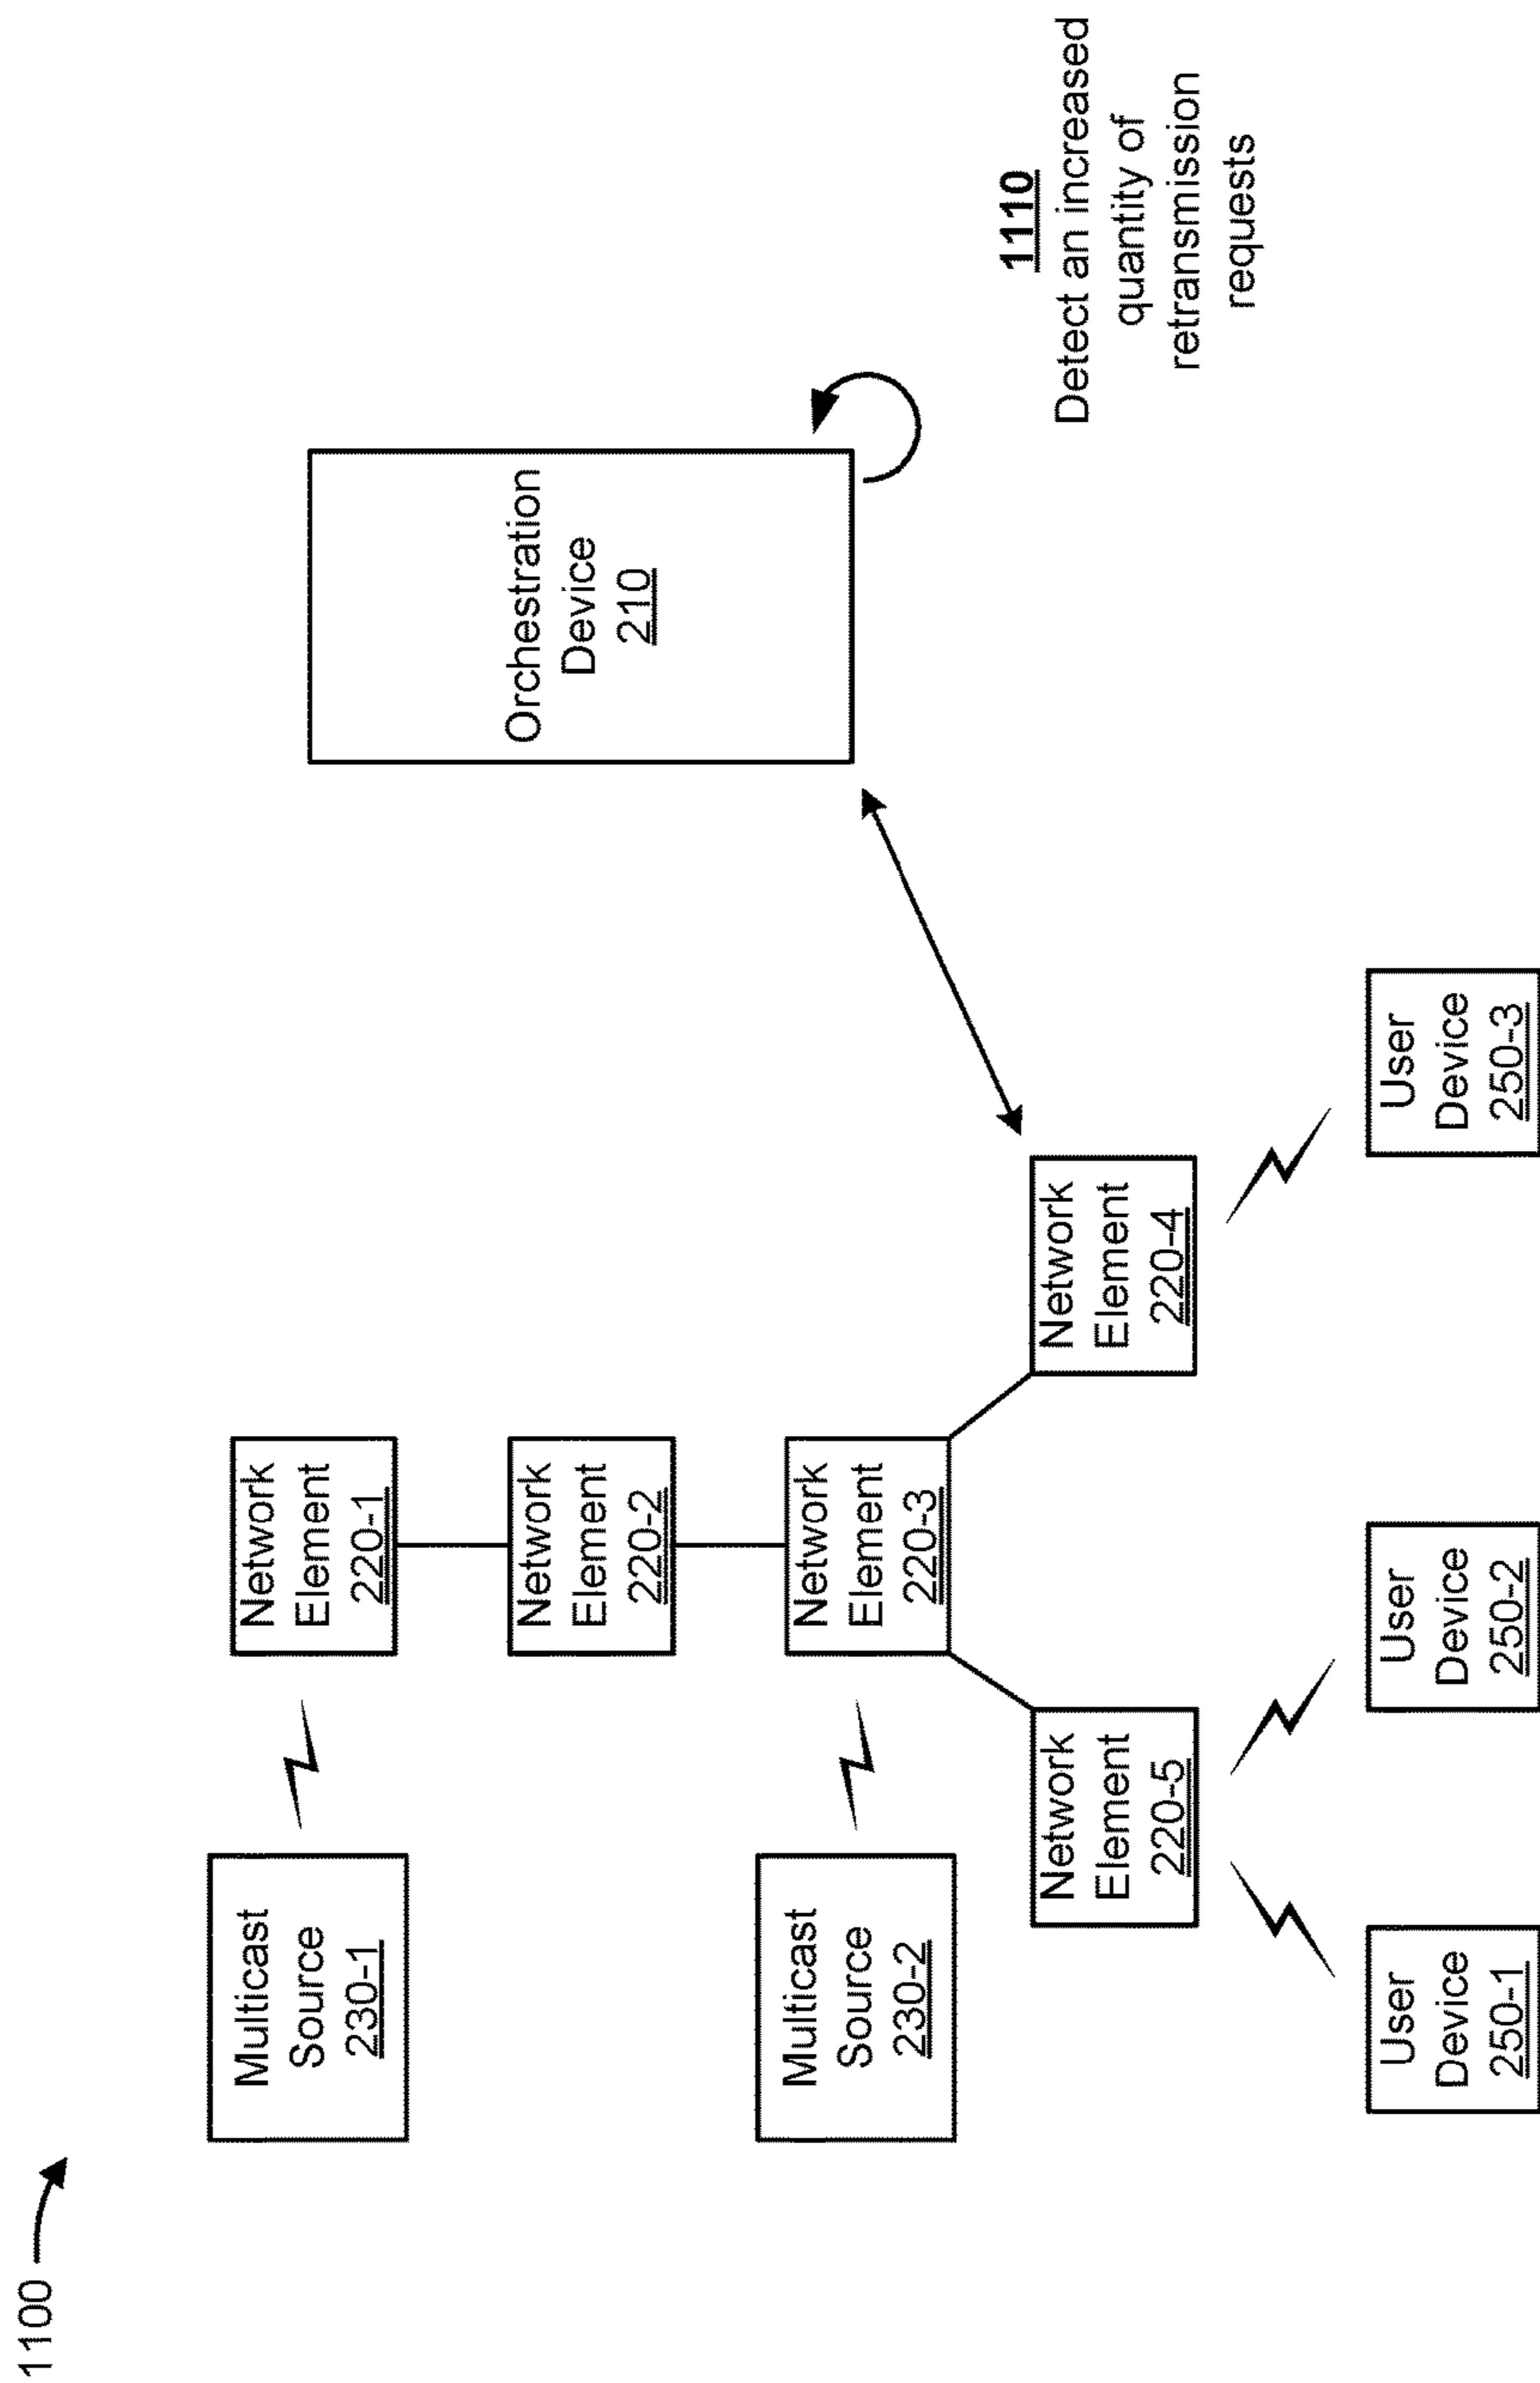 1100
Multicast
Source
230-1
Network
Element
220-1
Orchestration
Device
210
Network
Element
220-2
Multicast
Source
230-2
Network
Element
220-3
1110
Detect an increased
quantity of
retransmission
requests
Network
Element
220-5
Network
Element
220-4
User
Device
250-1
User
Device
250-2
User
Device
250-3